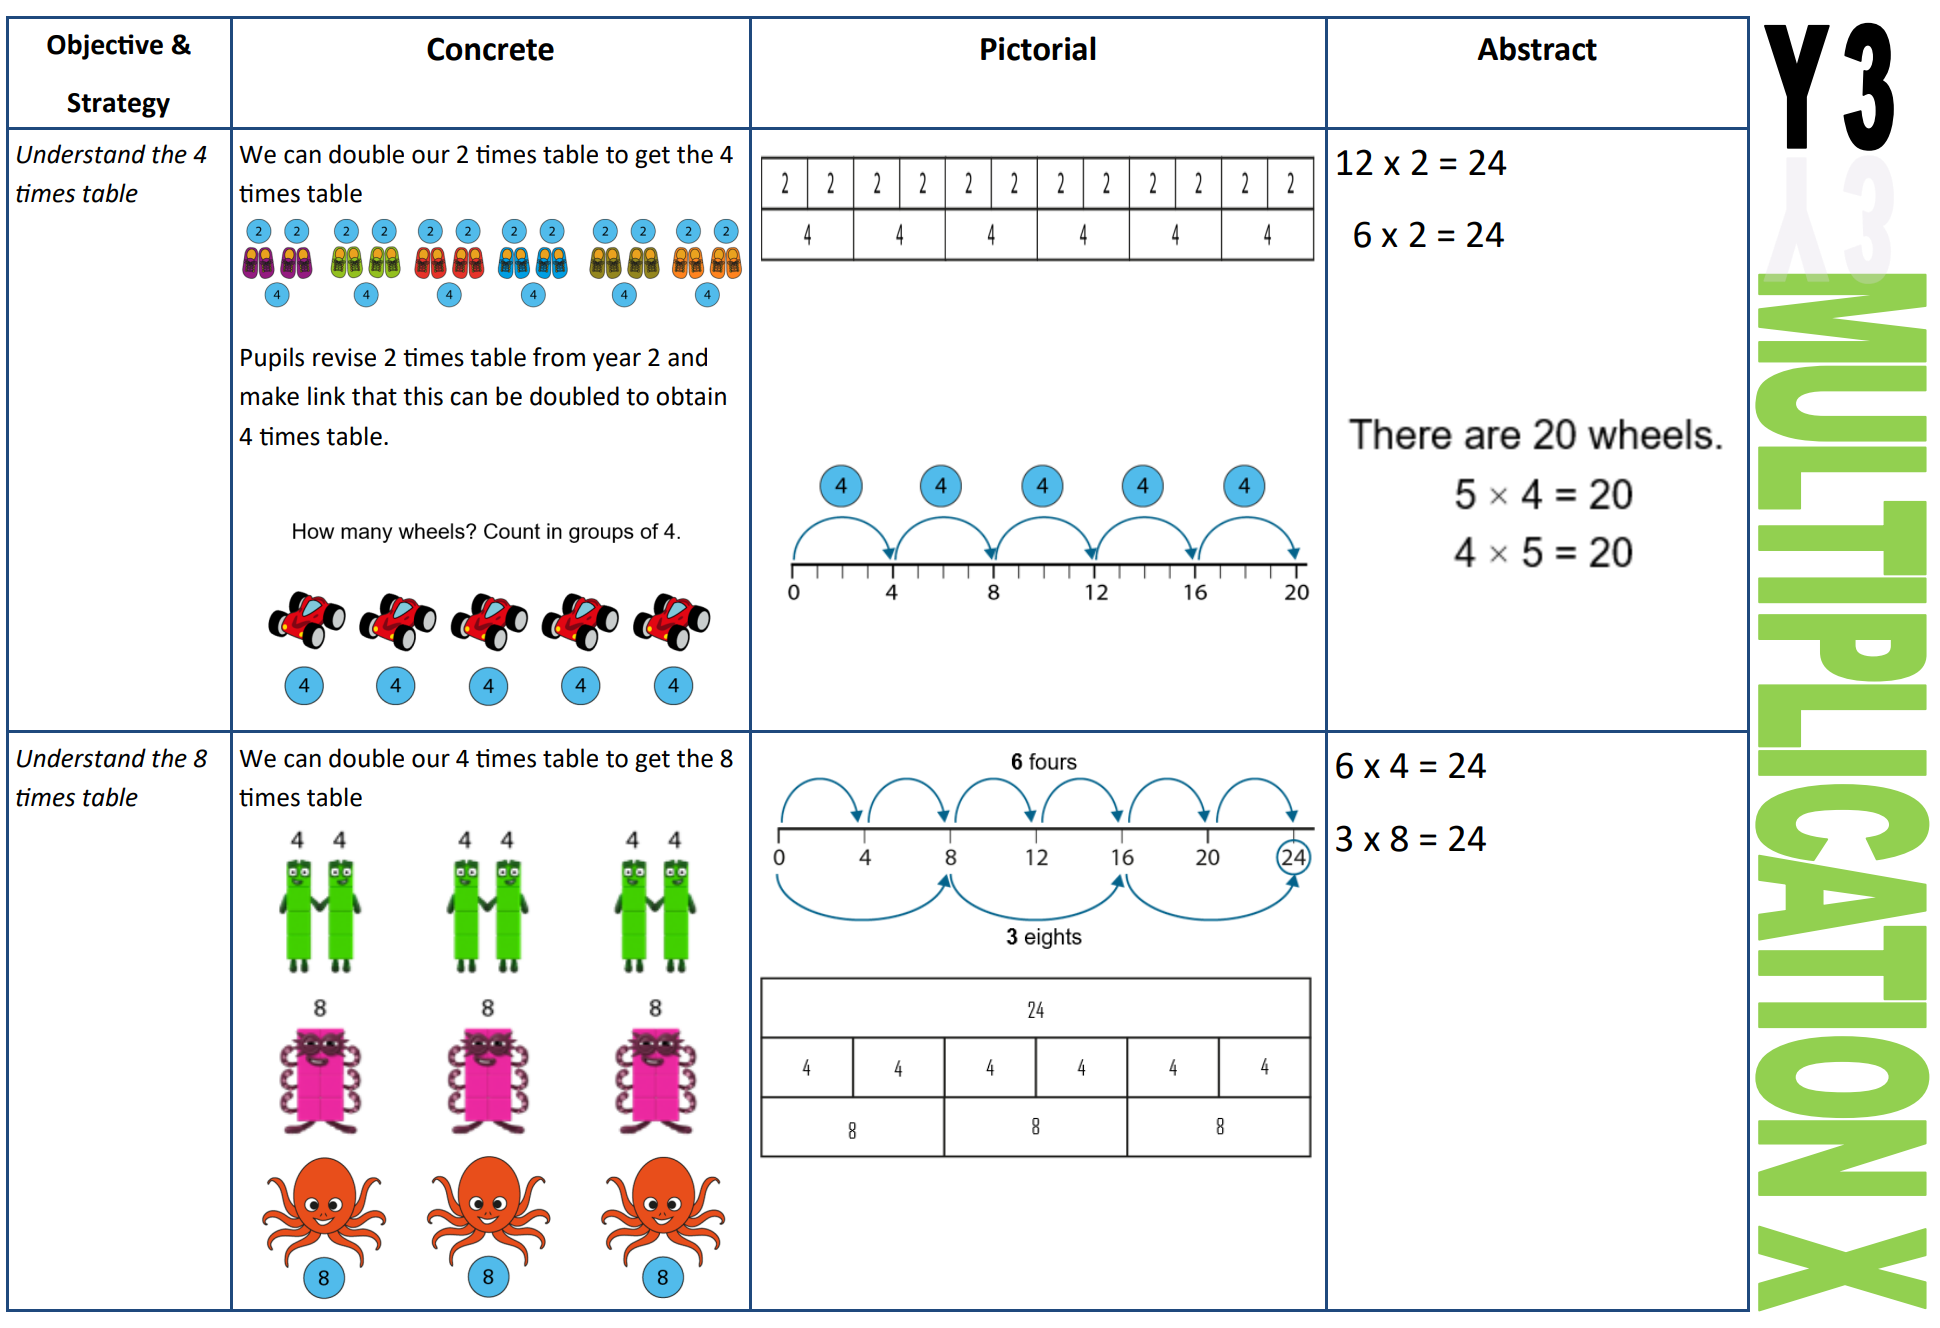 Objective &
Strategy
Concrete
Pictorial
Abstract
Understand the 4
times table
We can double our 2 times table to get the 4
times table
2 2 2 2 2 2 2 2 2 2 2 2
4 4 4 4 4 4
Pupils revise 2 times table from year 2 and
make link that this can be doubled to obtain
4 times table.
How many wheels? Count in groups of 4.
4 4 4 4 4
2 2 2 2 2 2 2 2 2 2 2 2
4 4 4 4 4 4
4 4 4 4 4
0 4 8 12 16 20
12 x 2 = 24
6 x 2 = 24
There are 20 wheels.
5 × 4 = 20
4 × 5 = 20
Understand the 8
times table
We can double our 4 times table to get the 8
times table
4 4 4 4 4 4
8 8 8
8 8 8
6 fours
0 4 8 12 16 20 24
3 eights
24
4 4 4 4 4 4
8 8 8
6 x 4 = 24
3 x 8 = 24
Y3
MULTIPLICATION X